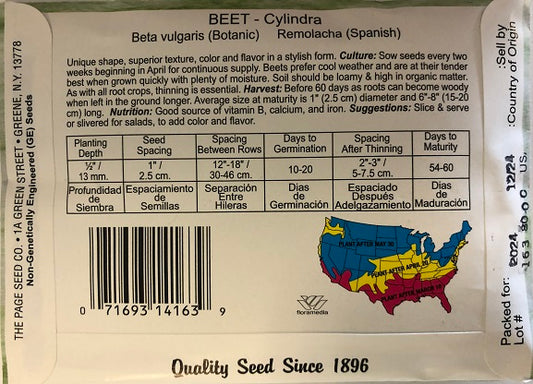 BEET - Cylindra
Beta vulgaris (Botanic) Remolacha (Spanish)
Unique shape, superior texture, color and flavor in a stylish form. Culture: Sow seeds every two
weeks beginning in April for continuous supply. Beets prefer cool weather and are at their tender
best when grown quickly with plenty of moisture. Soil should be loamy & high in organic matter.
As with all root crops, thinning is essential. Harvest: Before 60 days as roots can become woody
when left in the ground longer. Average size at maturity is 1" (2.5 cm) diameter and 6"-8" (15-20
cm) long. Nutrition: Good source of vitamin B, calcium, and iron. Suggestions: Slice & serve
or slivered for salads, to add color and flavor.
Planting Depth Seed Spacing Spacing Between Rows Days to Germination Spacing After Thinning Days to Maturity
½" / 13 mm. 1" / 2.5 cm. 12"-18" / 30-46 cm. 10-20 2"-3" / 5-7.5 cm. 54-60
Profundidad de Siembra Espaciamiento de Semillas Separación Entre Hileras Dias de Germinación Espaciado Después Adelgazamiento Dias de Maduración
PLANT AFTER MAY 30
PLANT AFTER APRIL 20
PLANT AFTER MARCH 10
0 71693 14163 9
floramedia
Quality Seed Since 1896
THE PAGE SEED CO. • 1A GREEN STREET • GREENE, N.Y. 13778
Non-Genetically Engineered (GE) Seeds
Packed for: 2024 12/24 :Sell by
Lot # US. :Country of Origin